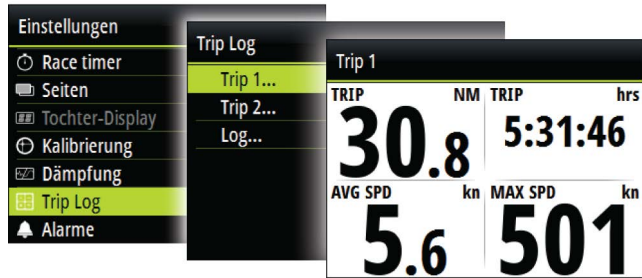 Einstellungen
Race timer
Seiten
Tochter-Display
Kalibrierung
Dämpfung
Trip Log
Alarme
Trip Log
Trip 1...
Trip 2...
Log...
Trip 1
TRIP NM TRIP hrs
30.8 5:31:46
AVG SPD kn MAX SPD kn
5.6 501